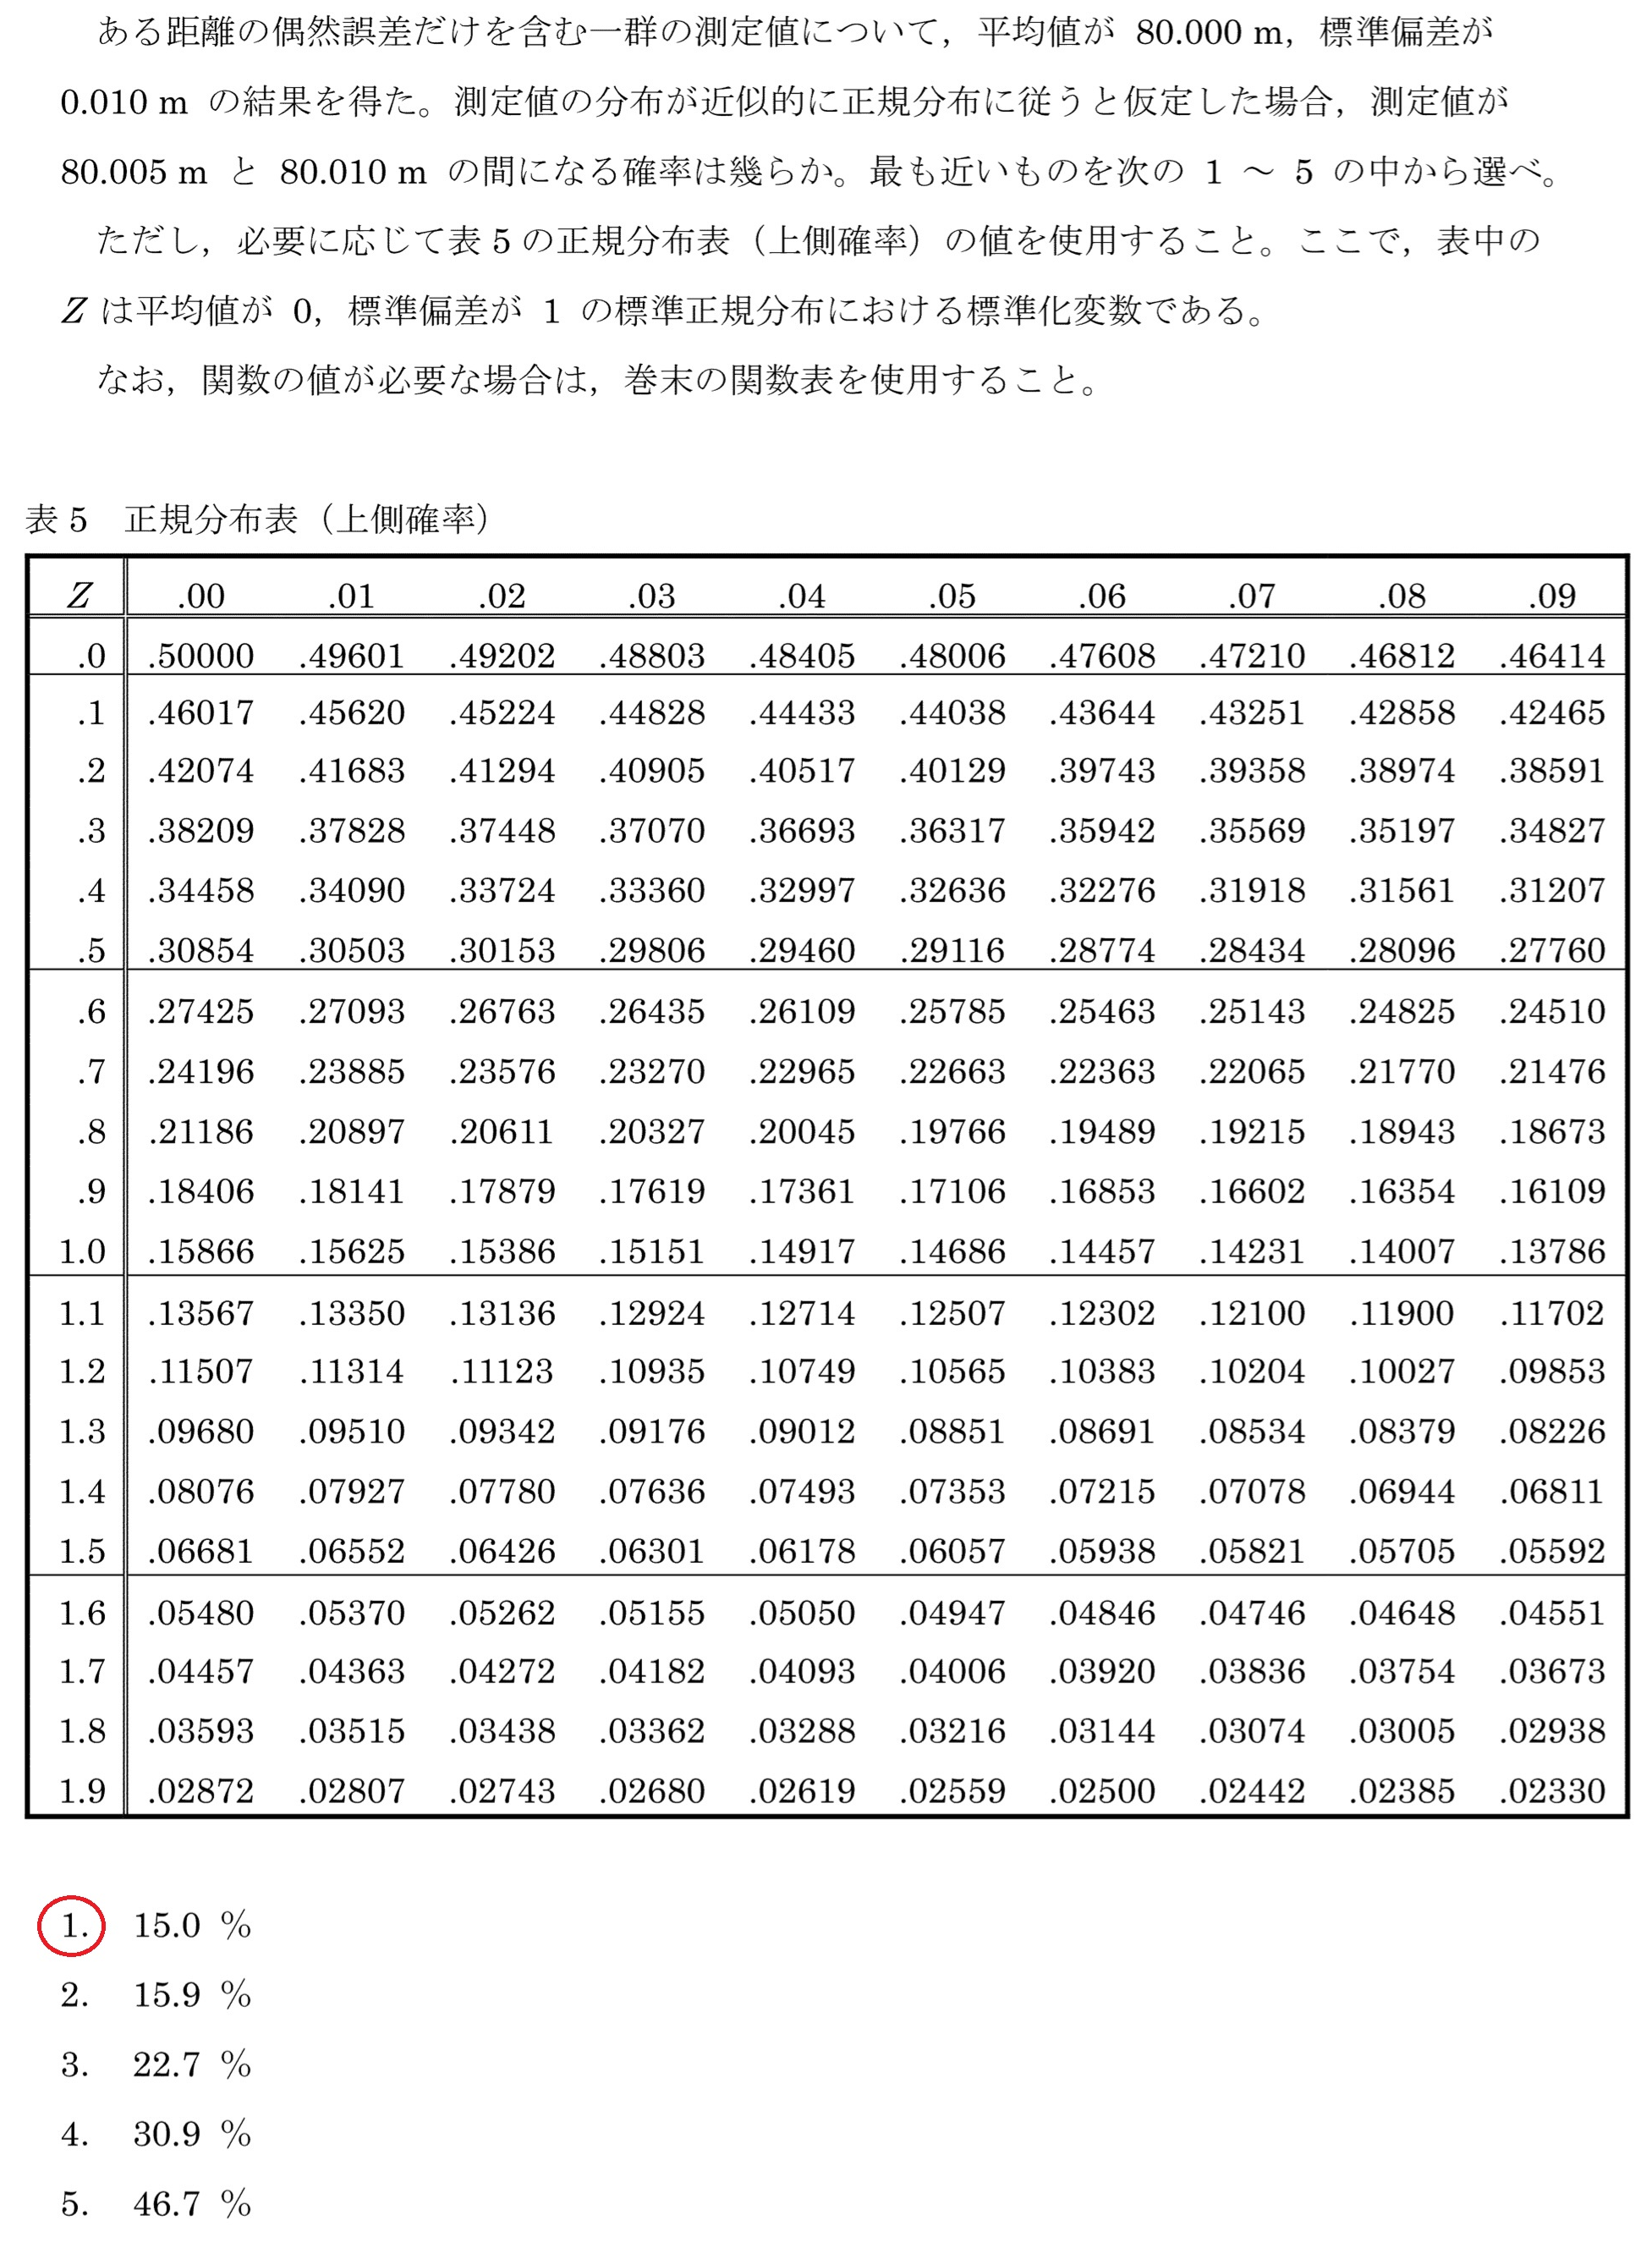 ある距離の偶然誤差だけを含む一群の測定値について，平均値が 80.000 m，標準偏差が
0.010 m の結果を得た。測定値の分布が近似的に正規分布に従うと仮定した場合，測定値が
80.005 m と 80.010 m の間になる確率は幾らか。最も近いものを次の 1 ～ 5 の中から選べ。
ただし，必要に応じて表 5 の正規分布表（上側確率）の値を使用すること。ここで，表中の
Z は平均値が 0，標準偏差が 1 の標準正規分布における標準化変数である。
なお，関数の値が必要な場合は，巻末の関数表を使用すること。
表 5 正規分布表（上側確率）
Z .00 .01 .02 .03 .04 .05 .06 .07 .08 .09
.0 .50000 .49601 .49202 .48803 .48405 .48006 .47608 .47210 .46812 .46414
.1 .46017 .45620 .45224 .44828 .44433 .44038 .43644 .43251 .42858 .42465
.2 .42074 .41683 .41294 .40905 .40517 .40129 .39743 .39358 .38974 .38591
.3 .38209 .37828 .37448 .37070 .36693 .36317 .35942 .35569 .35197 .34827
.4 .34458 .34090 .33724 .33360 .32997 .32636 .32276 .31918 .31561 .31207
.5 .30854 .30503 .30153 .29806 .29460 .29116 .28774 .28434 .28096 .27760
.6 .27425 .27093 .26763 .26435 .26109 .25785 .25463 .25143 .24825 .24510
.7 .24196 .23885 .23576 .23270 .22965 .22663 .22363 .22065 .21770 .21476
.8 .21186 .20897 .20611 .20327 .20045 .19766 .19489 .19215 .18943 .18673
.9 .18406 .18141 .17879 .17619 .17361 .17106 .16853 .16602 .16354 .16109
1.0 .15866 .15625 .15386 .15151 .14917 .14686 .14457 .14231 .14007 .13786
1.1 .13567 .13350 .13136 .12924 .12714 .12507 .12302 .12100 .11900 .11702
1.2 .11507 .11314 .11123 .10935 .10749 .10565 .10383 .10204 .10027 .09853
1.3 .09680 .09510 .09342 .09176 .09012 .08851 .08691 .08534 .08379 .08226
1.4 .08076 .07927 .07780 .07636 .07493 .07353 .07215 .07078 .06944 .06811
1.5 .06681 .06552 .06426 .06301 .06178 .06057 .05938 .05821 .05705 .05592
1.6 .05480 .05370 .05262 .05155 .05050 .04947 .04846 .04746 .04648 .04551
1.7 .04457 .04363 .04272 .04182 .04093 .04006 .03920 .03836 .03754 .03673
1.8 .03593 .03515 .03438 .03362 .03288 .03216 .03144 .03074 .03005 .02938
1.9 .02872 .02807 .02743 .02680 .02619 .02559 .02500 .02442 .02385 .02330
1. 15.0 %
2. 15.9 %
3. 22.7 %
4. 30.9 %
5. 46.7 %